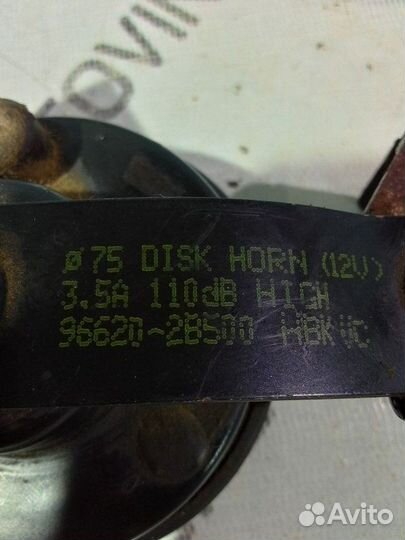 ø75 DISK HORN (12V)
3.5A 110dB HIGH
96620-2B500
Avito